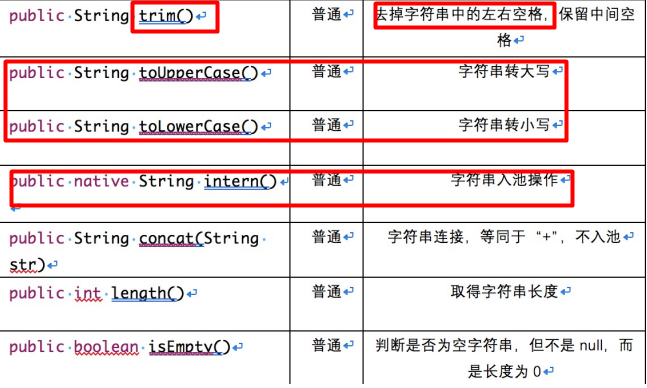 public String trim() 普通 去掉字符串中的左右空格，保留中间空
格
public String toUpperCase() 普通 字符串转大写
public String toLowerCase() 普通 字符串转小写
public native String intern() 普通 字符串入池操作
public String concat(String 普通 字符串连接，等同于“+”，不入池
str)
public int length() 普通 取得字符串长度
public boolean isEmpty() 普通 判断是否为空字符串，但不是 null，而
是长度为 0